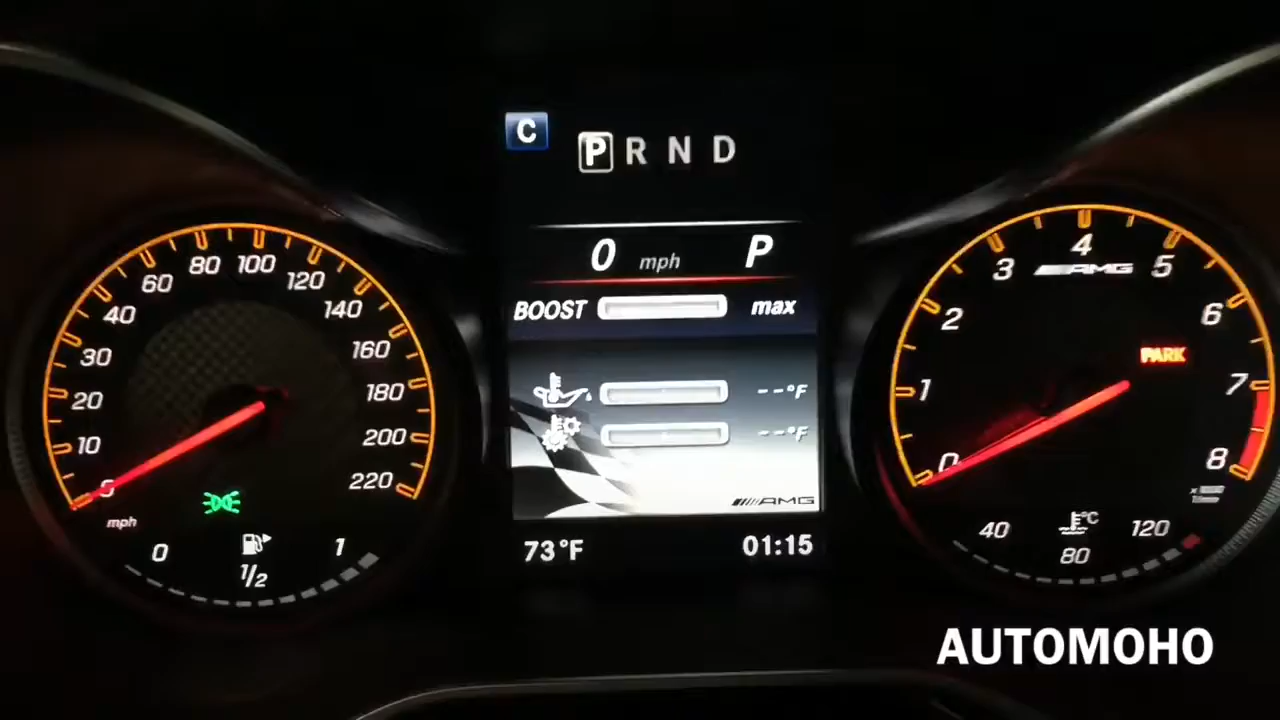 C
P R N D
0 mph P
BOOST max
--°F
--°F
AMG
73°F 01:15
0 10 20 30 40 60 80 100 120 140 160 180 200 220
mph
0 1/2 1
0 1 2 3 4 5 6 7 8
AMG
PARK
°C
40 80 120
AUTOMOHO